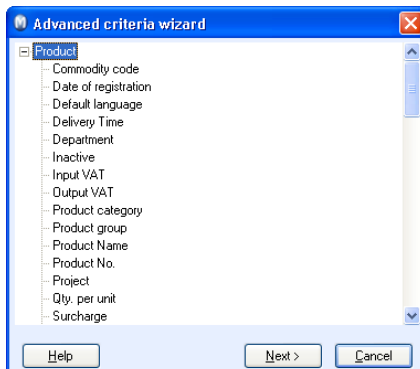 Advanced criteria wizard
Product
Commodity code
Date of registration
Default language
Delivery Time
Department
Inactive
Input VAT
Output VAT
Product category
Product group
Product Name
Product No.
Project
Qty. per unit
Surcharge
Help Next > Cancel